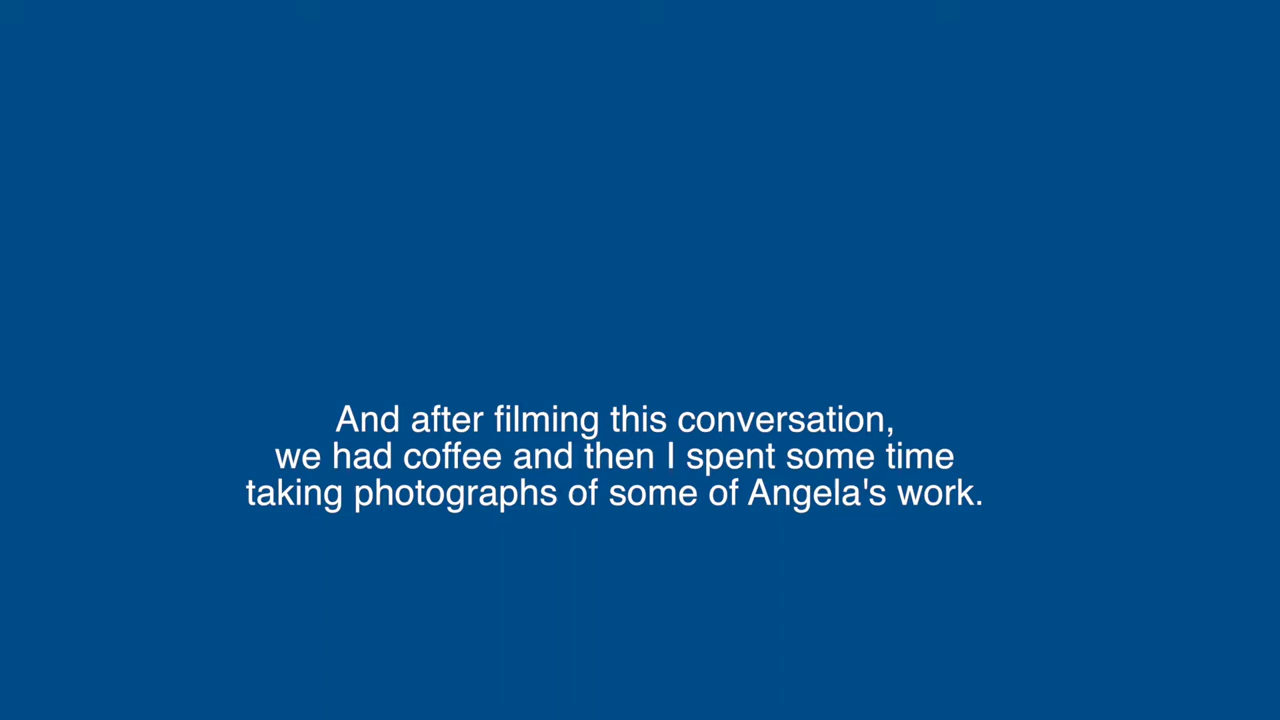 And after filming this conversation,
we had coffee and then I spent some time
taking photographs of some of Angela's work.